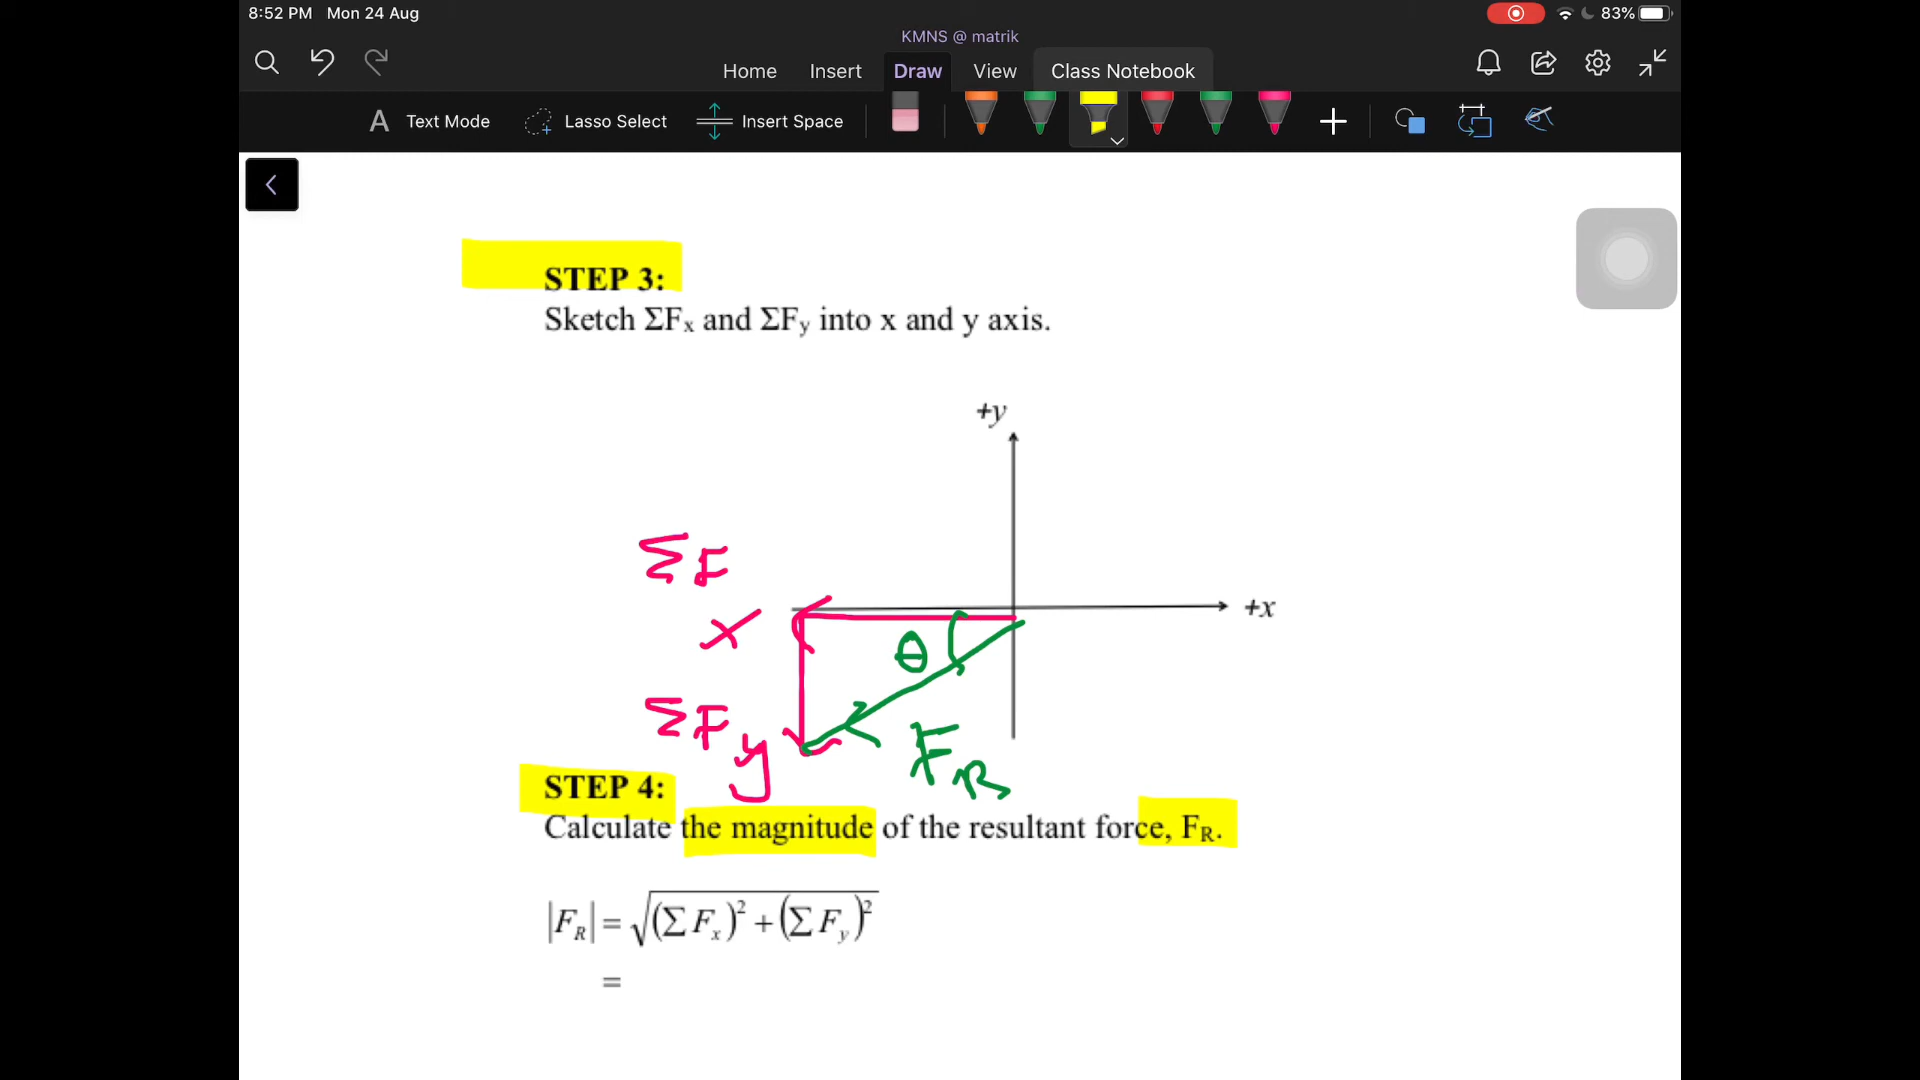 8:52 PM Mon 24 Aug
83%
KMNS @ matrik
Home Insert Draw View Class Notebook
A Text Mode Lasso Select Insert Space
STEP 3:
Sketch ΣFx and ΣFy into x and y axis.
+y
ΣF
x
+x
θ
ΣFy
FR
STEP 4:
Calculate the magnitude of the resultant force, FR.
|FR| = √(∑Fx)² + (∑Fy)²
=